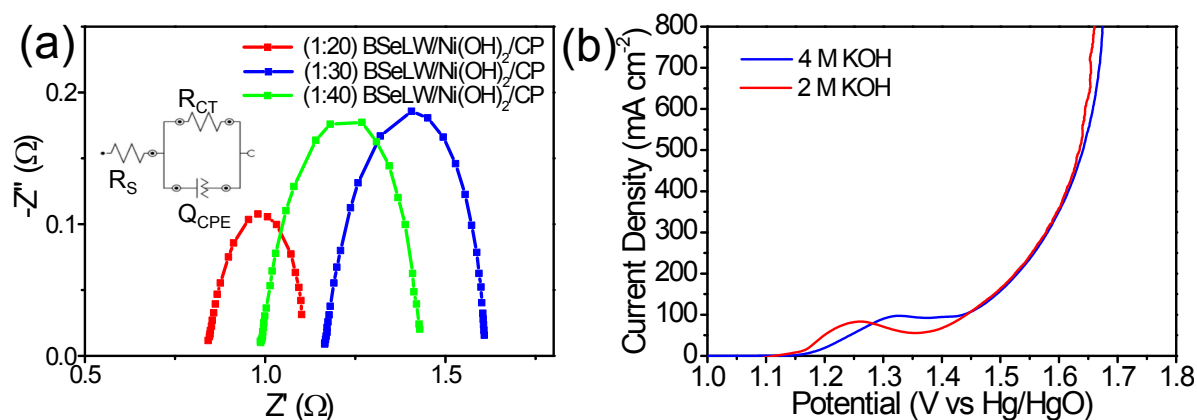 (a)
(1:20) BSeLW/Ni(OH)2/CP
(1:30) BSeLW/Ni(OH)2/CP
(1:40) BSeLW/Ni(OH)2/CP
0.2
0.1
0.0
-Z'' (Ω)
RCT
RS
QCPE
0.5
1.0
1.5
Z' (Ω)
(b)
4 M KOH
2 M KOH
800
700
600
500
400
300
200
100
0
Current Density (mA cm-2
1.0
1.1
1.2
1.3
1.4
1.5
1.6
1.7
1.8
Potential (V vs Hg/HgO)